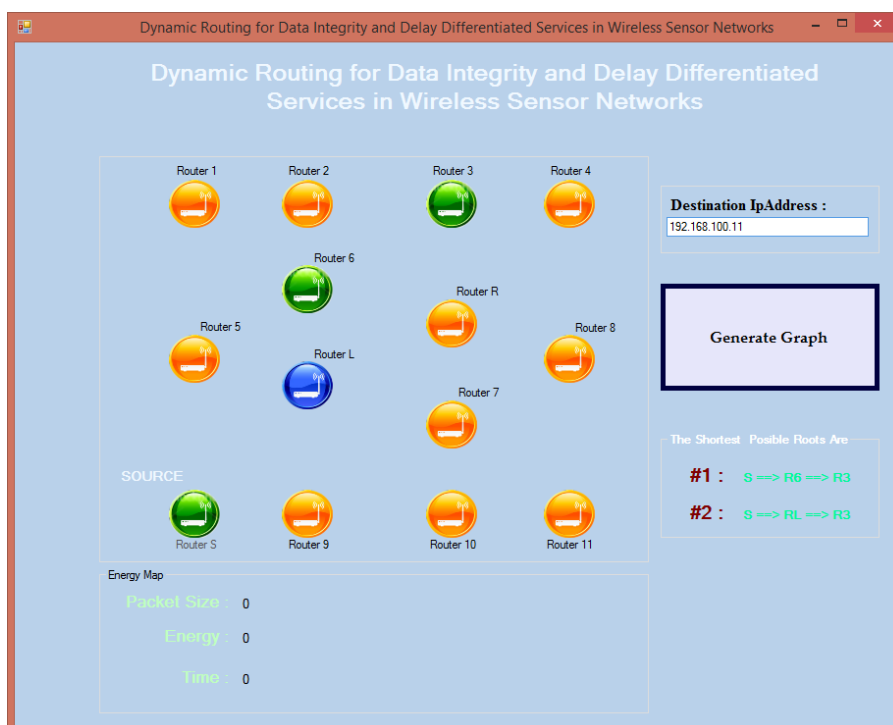 Dynamic Routing for Data Integrity and Delay Differentiated Services in Wireless Sensor Networks
Dynamic Routing for Data Integrity and Delay Differentiated
Services in Wireless Sensor Networks
Router 1
Router 2
Router 3
Router 4
Router 6
Router R
Router 5
Router 8
Router L
Router 7
SOURCE
Router S
Router 9
Router 10
Router 11
Destination IpAddress :
192.168.100.11
Generate Graph
The Shortest Posible Roots Are
#1 : S ==> R6 ==> R3
#2 : S ==> RL ==> R3
Energy Map
Packet Size : 0
Energy : 0
Time : 0